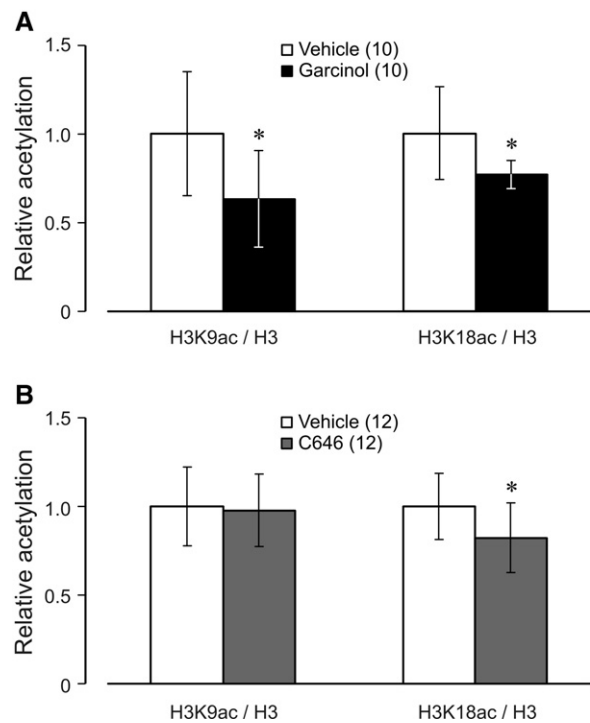 A
1.5
Vehicle (10)
Garcinol (10)
Relative acetylation
1.0
*
*
0.5
0
H3K9ac / H3
H3K18ac / H3
B
1.5
Vehicle (12)
C646 (12)
Relative acetylation
1.0
*
0.5
0
H3K9ac / H3
H3K18ac / H3